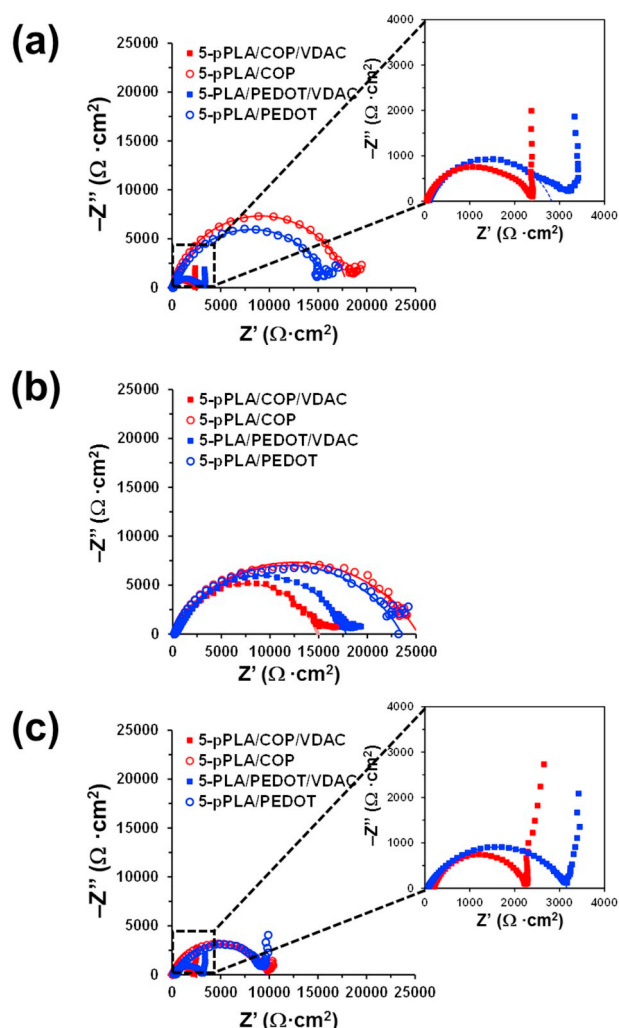 (a)
25000
20000
15000
10000
5000
0
–Z'' (Ω·cm²)
5-pPLA/COP/VDAC
5-pPLA/COP
5-PLA/PEDOT/VDAC
5-pPLA/PEDOT
0 5000 10000 15000 20000 25000
Z' (Ω·cm²)
4000
3000
2000
1000
0
–Z'' (Ω·cm²)
0 1000 2000 3000 4000
Z' (Ω·cm²)
(b)
25000
20000
15000
10000
5000
0
–Z'' (Ω·cm²)
5-pPLA/COP/VDAC
5-pPLA/COP
5-PLA/PEDOT/VDAC
5-pPLA/PEDOT
0 5000 10000 15000 20000 25000
Z' (Ω·cm²)
(c)
25000
20000
15000
10000
5000
0
–Z'' (Ω·cm²)
5-pPLA/COP/VDAC
5-pPLA/COP
5-PLA/PEDOT/VDAC
5-pPLA/PEDOT
0 5000 10000 15000 20000 25000
Z' (Ω·cm²)
4000
3000
2000
1000
0
–Z'' (Ω·cm²)
0 1000 2000 3000 4000
Z' (Ω·cm²)